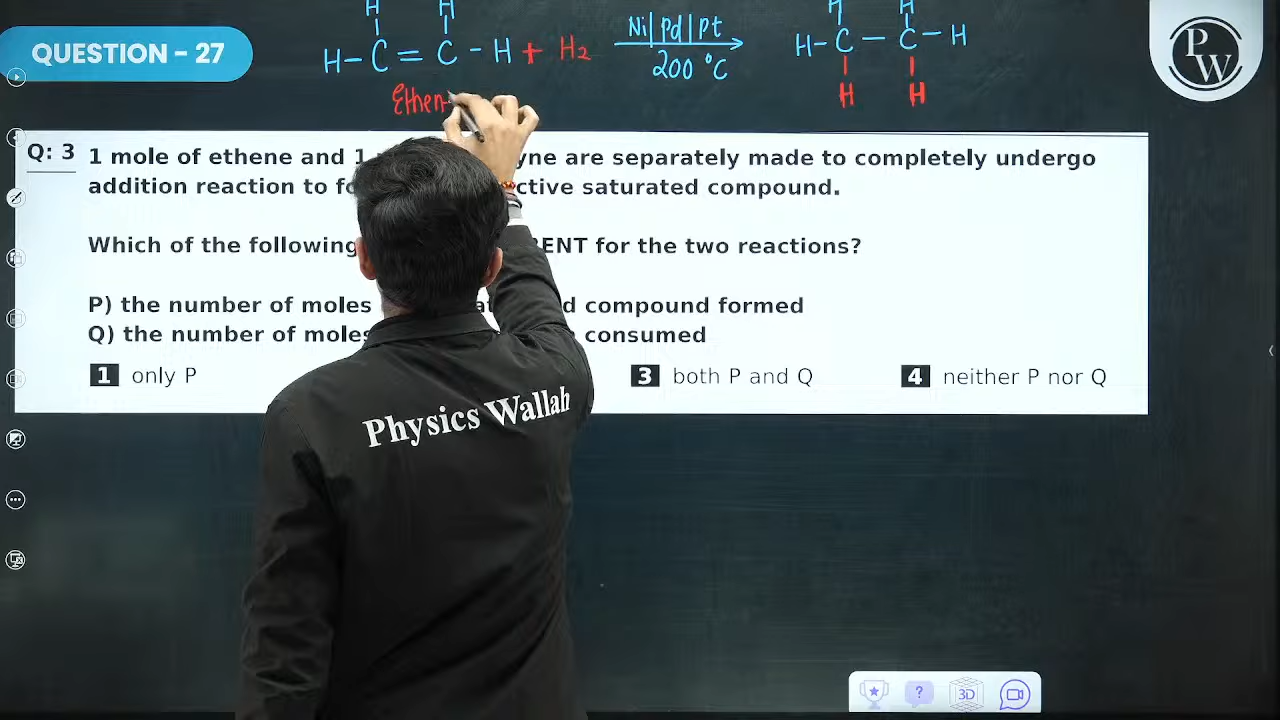 QUESTION - 27
H H
H - C = C - H + H₂
Ni | Pd | Pt
200 °C
H H
H - C - C - H
H H
PW
Q: 3 1 mole of ethene and 1 yne are separately made to completely undergo
addition reaction to ctive saturated compound.
Which of the following for the two reactions?
P) the number of moles compound formed
Q) the number of moles consumed
1 only P
3 both P and Q
4 neither P nor Q
Physics Wallah
?
3D